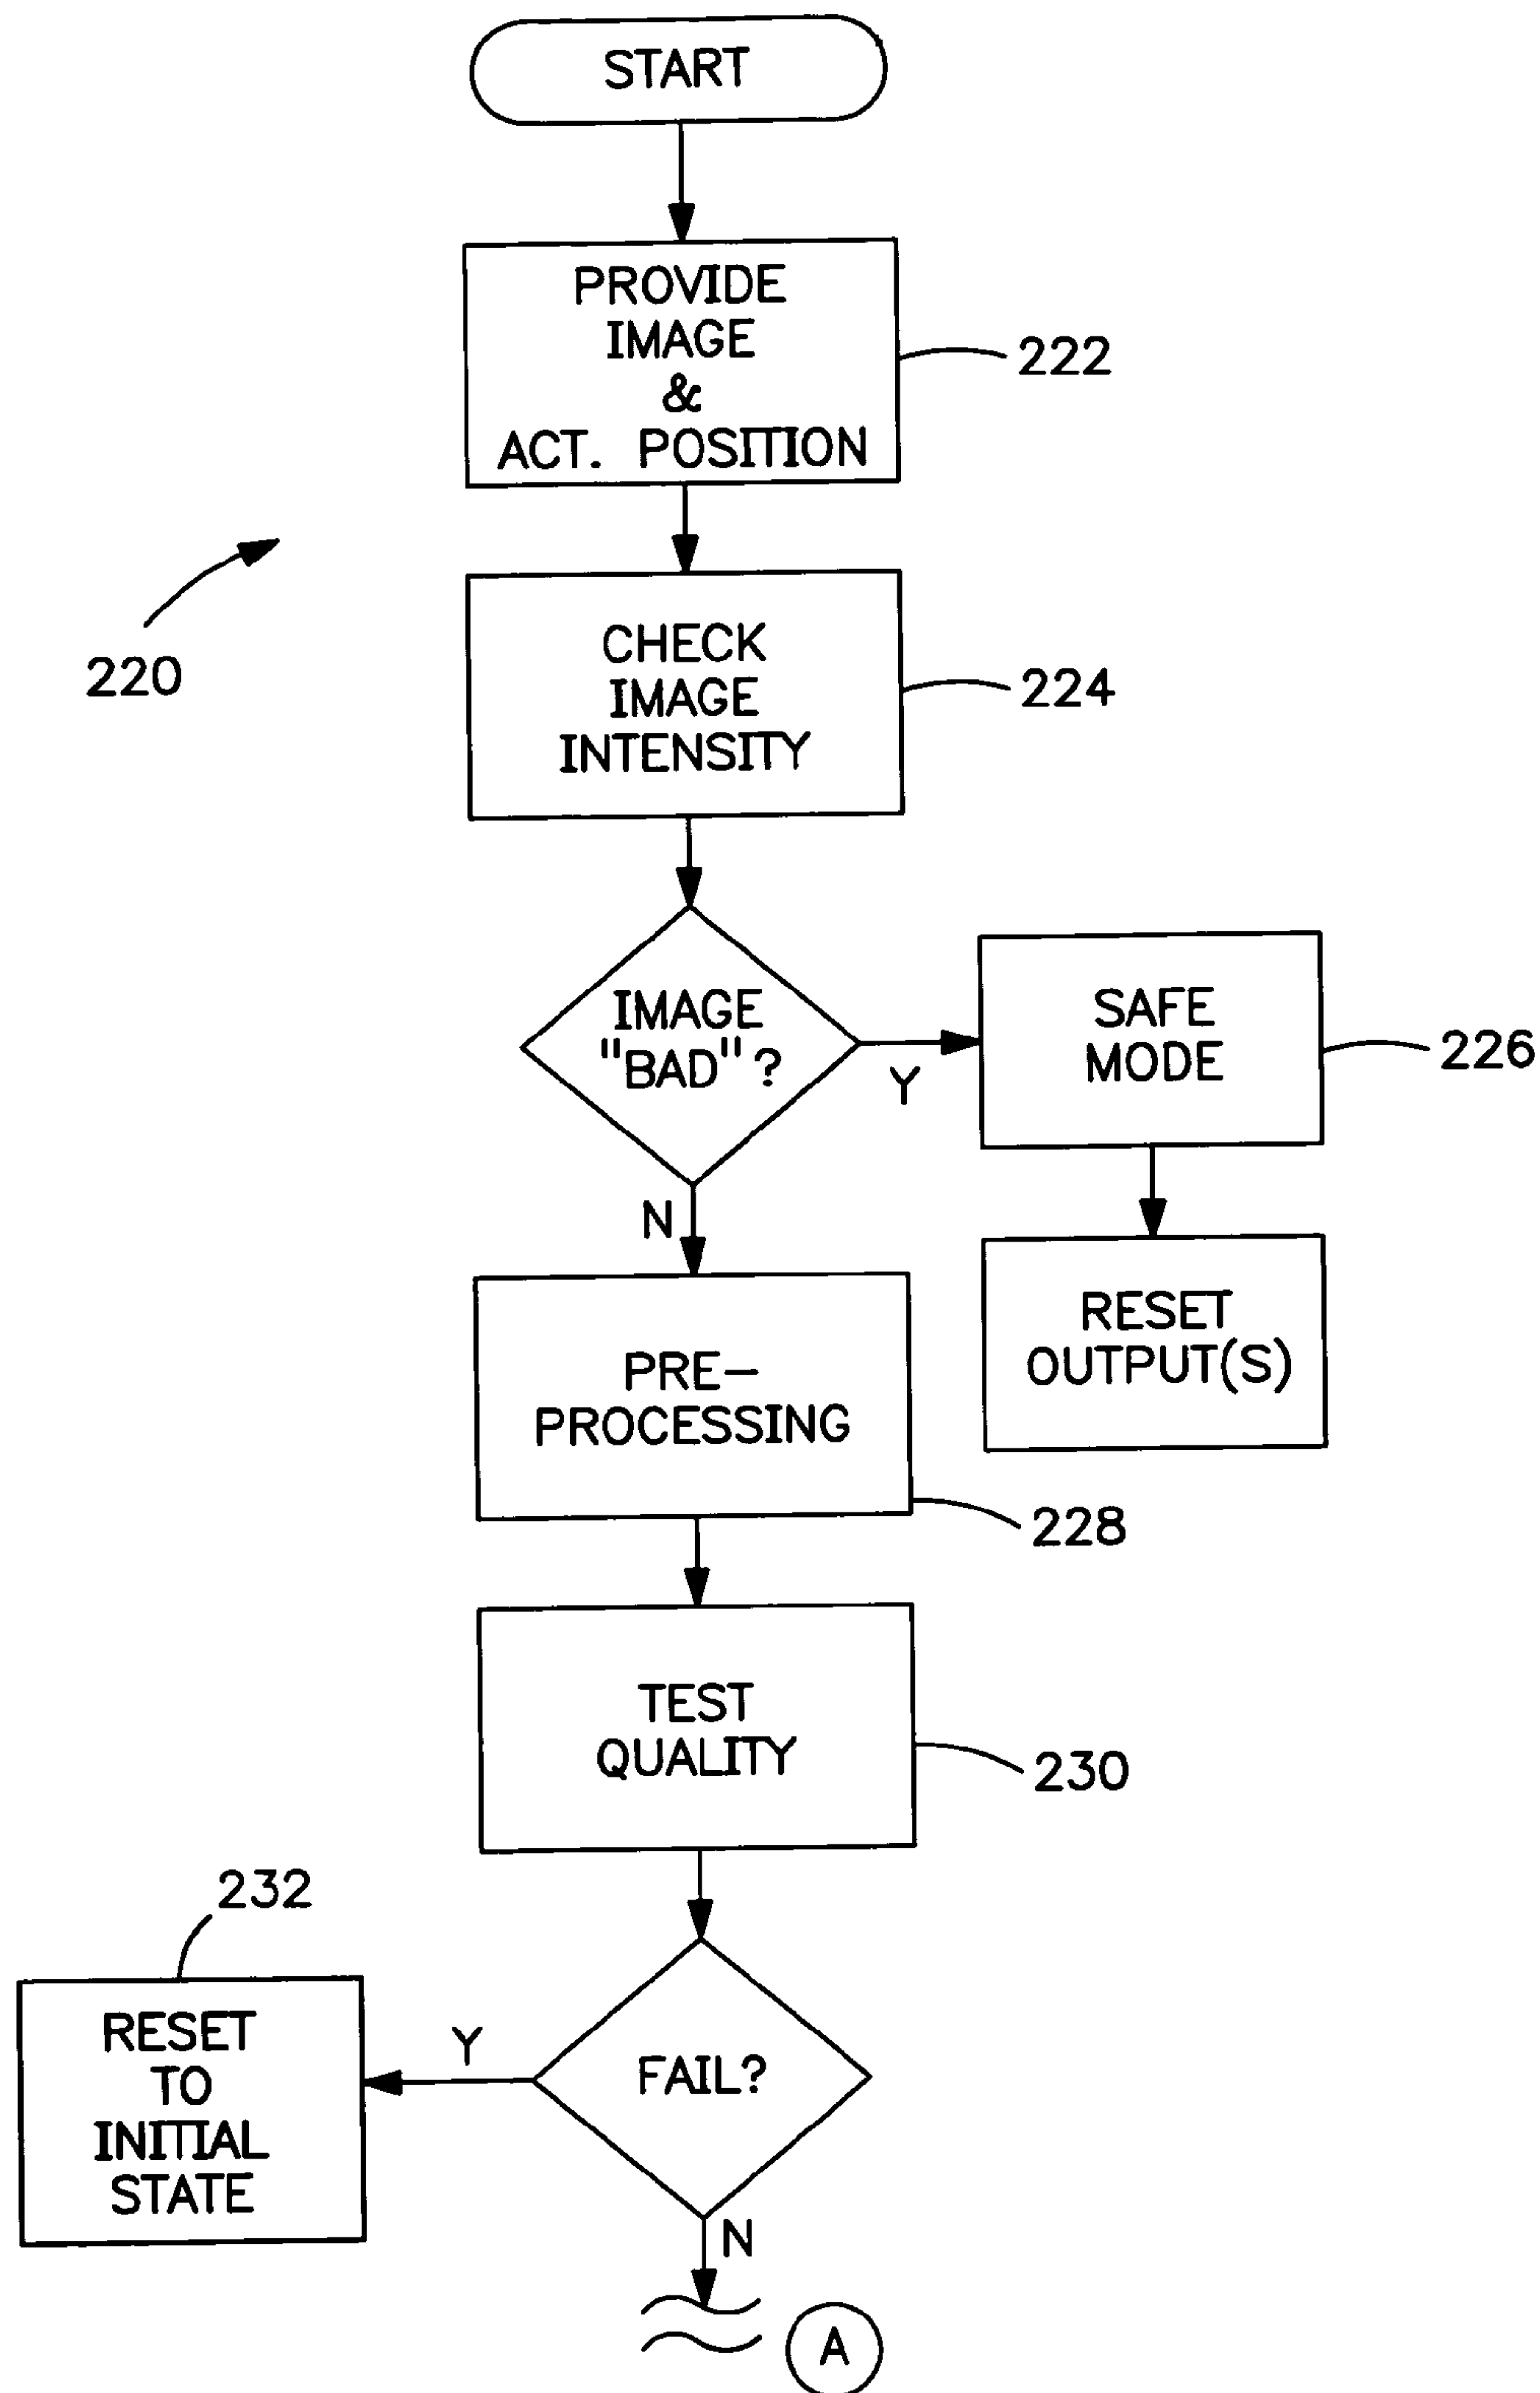 START
PROVIDE
IMAGE
&
ACT. POSITION
222
220
CHECK
IMAGE
INTENSITY
224
IMAGE
"BAD"?
Y
SAFE
MODE
226
N
RESET
OUTPUT(S)
PRE-
PROCESSING
228
TEST
QUALITY
230
232
RESET
TO
INITIAL
STATE
Y
FAIL?
N
A